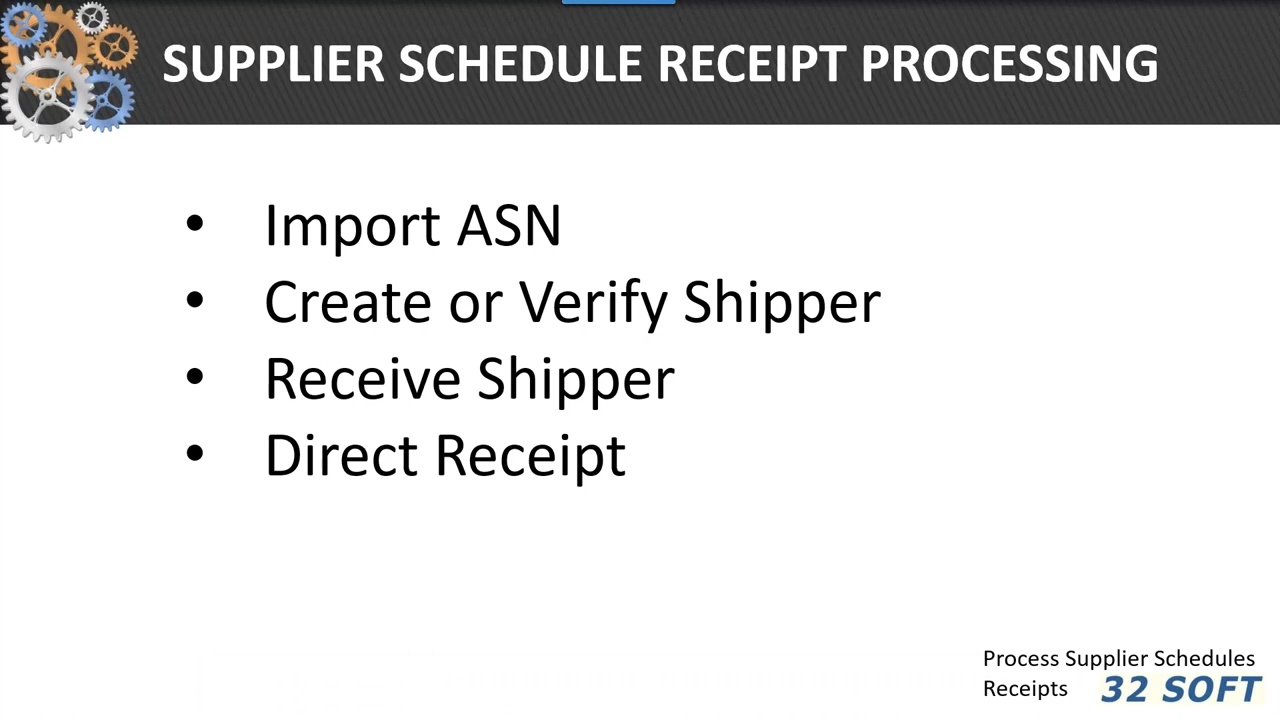 SUPPLIER SCHEDULE RECEIPT PROCESSING
• Import ASN
• Create or Verify Shipper
• Receive Shipper
• Direct Receipt
Process Supplier Schedules
Receipts
32 SOFT